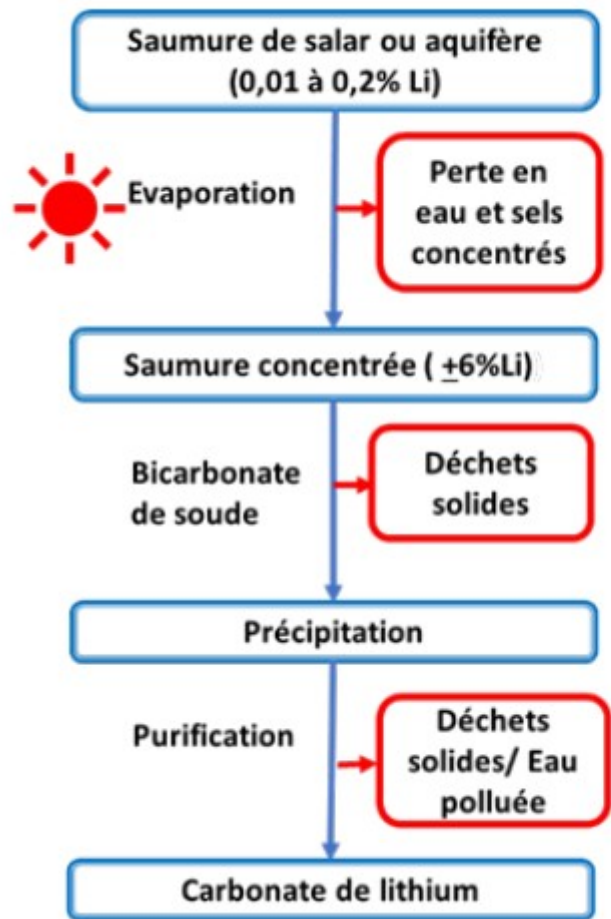 Saumure de salar ou aquifère
(0,01 à 0,2% Li)
Evaporation
Perte en
eau et sels
concentrés
Saumure concentrée ( ±6%Li)
Bicarbonate
de soude
Déchets
solides
Précipitation
Purification
Déchets
solides/ Eau
polluée
Carbonate de lithium